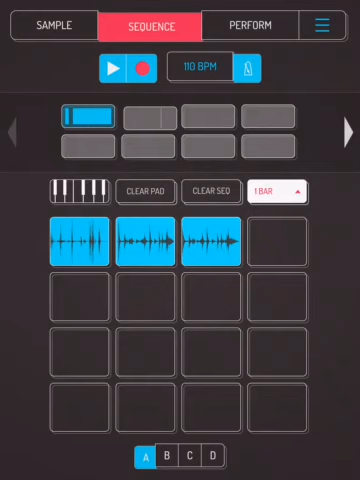 SAMPLE SEQUENCE PERFORM
110 BPM
CLEAR PAD CLEAR SEQ 1 BAR
A B C D